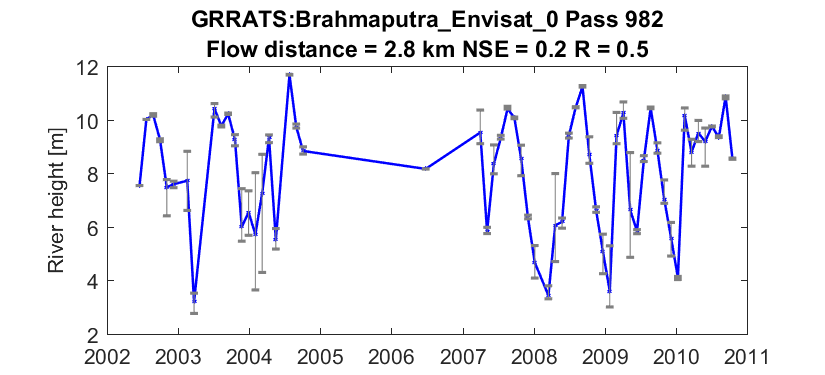 GRRATS:Brahmaputra_Envisat_0 Pass 982
Flow distance = 2.8 km NSE = 0.2 R = 0.5
River height [m]
12
10
8
6
4
2
2002 2003 2004 2005 2006 2007 2008 2009 2010 2011